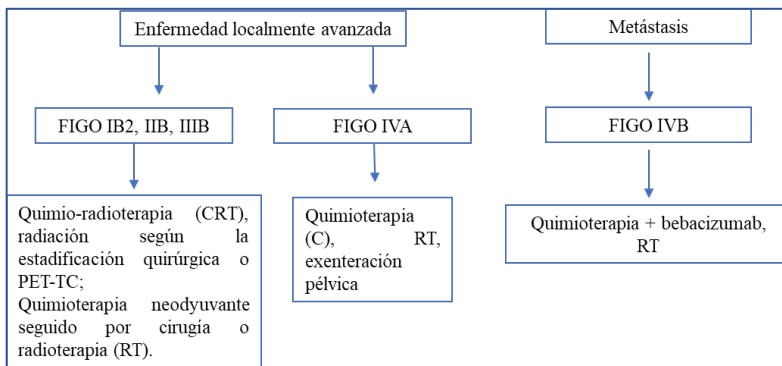 Enfermedad localmente avanzada
Metástasis
FIGO IB2, IIB, IIIB
FIGO IVA
FIGO IVB
Quimio-radioterapia (CRT),
radiación según la
estadificación quirúrgica o
PET-TC;
Quimioterapia neodyuvante
seguido por cirugía o
radioterapia (RT).
Quimioterapia
(C), RT,
exenteración
pélvica
Quimioterapia + bebacizumab,
RT